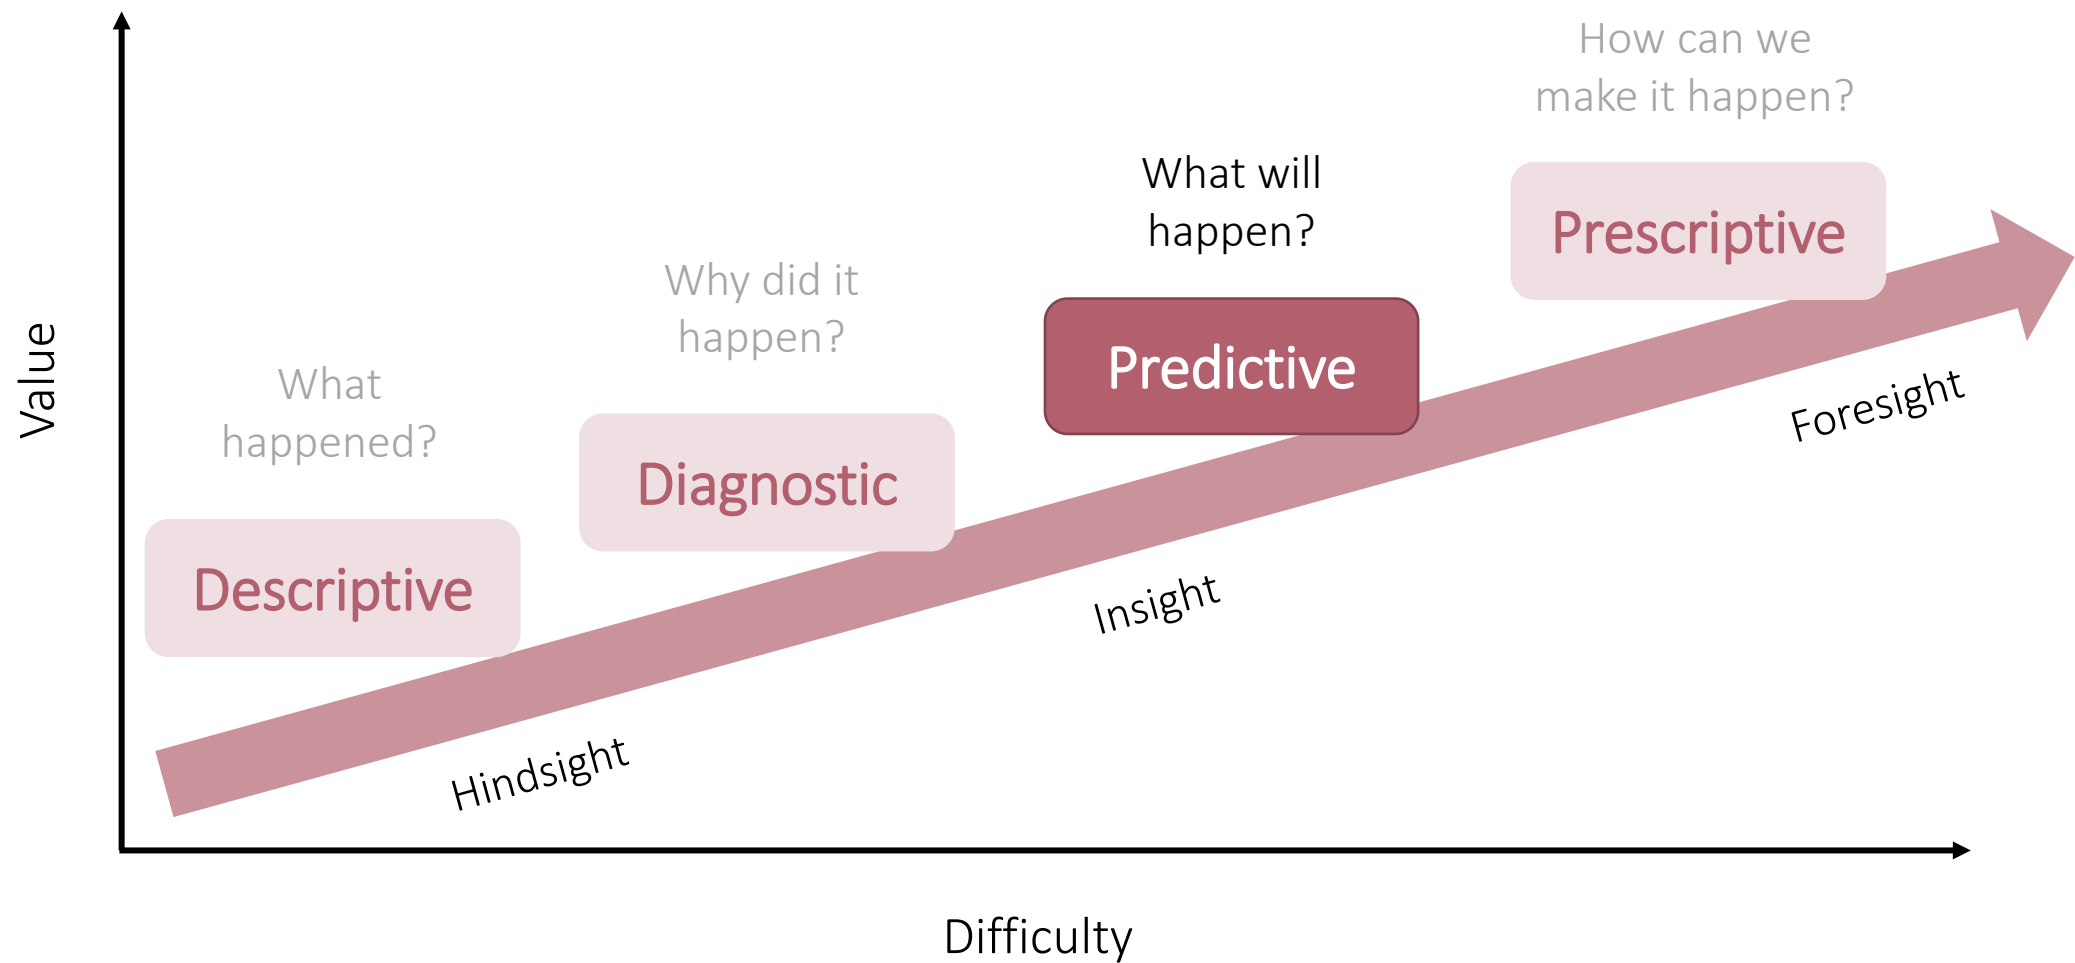 How can we
make it happen?
What will
happen?
Prescriptive
Why did it
happen?
Predictive
What
happened?
Diagnostic
Descriptive
Value
Foresight
Insight
Hindsight
Difficulty